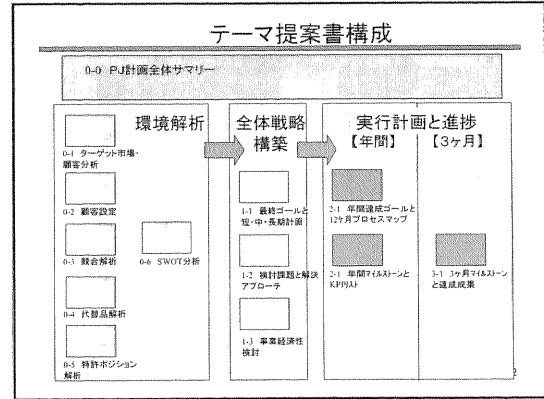 テーマ提案書構成
0-0 PJ計画全体サマリー
環境解析
0-1 ターゲット市場・
顧客分析
0-2 顧客設定
0-3 競合解析
0-6 SWOT分析
0-4 代替品解析
0-5 特許ポジション
解析
全体戦略
構築
1-1 最終ゴールと
短・中・長期計画
1-2 検討課題と解決
アプローチ
1-3 事業経済性
検討
実行計画と進捗
【年間】 【3ヶ月】
2-1 年間達成ゴールと
12ケ月プロセスマップ
2-1 年間マイルストーンと
KPIリスト
3-1 3ヶ月マイルストーン
と達成成果
2